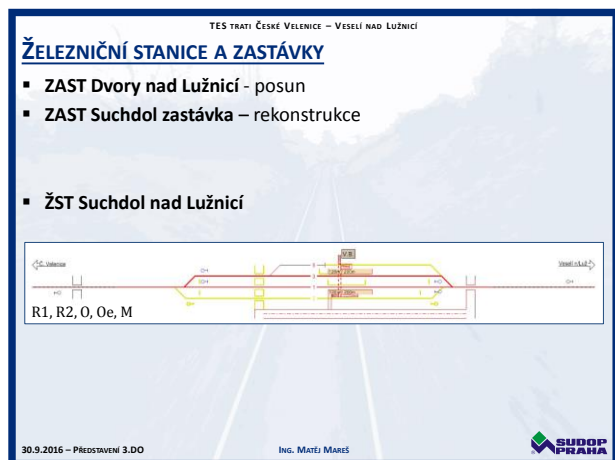 TES TRATI ČESKÉ VELENICE – VESELÍ NAD LUŽNICÍ
ŽELEZNIČNÍ STANICE A ZASTÁVKY
▪ ZAST Dvory nad Lužnicí - posun
▪ ZAST Suchdol zastávka – rekonstrukce
▪ ŽST Suchdol nad Lužnicí
Č. Velenice
V.B.
Veselí n/Luž
R1, R2, O, Oe, M
30.9.2016 – PŘEDSTAVENÍ 3.DO
ING. MATĚJ MAREŠ
SUDOP
PRAHA